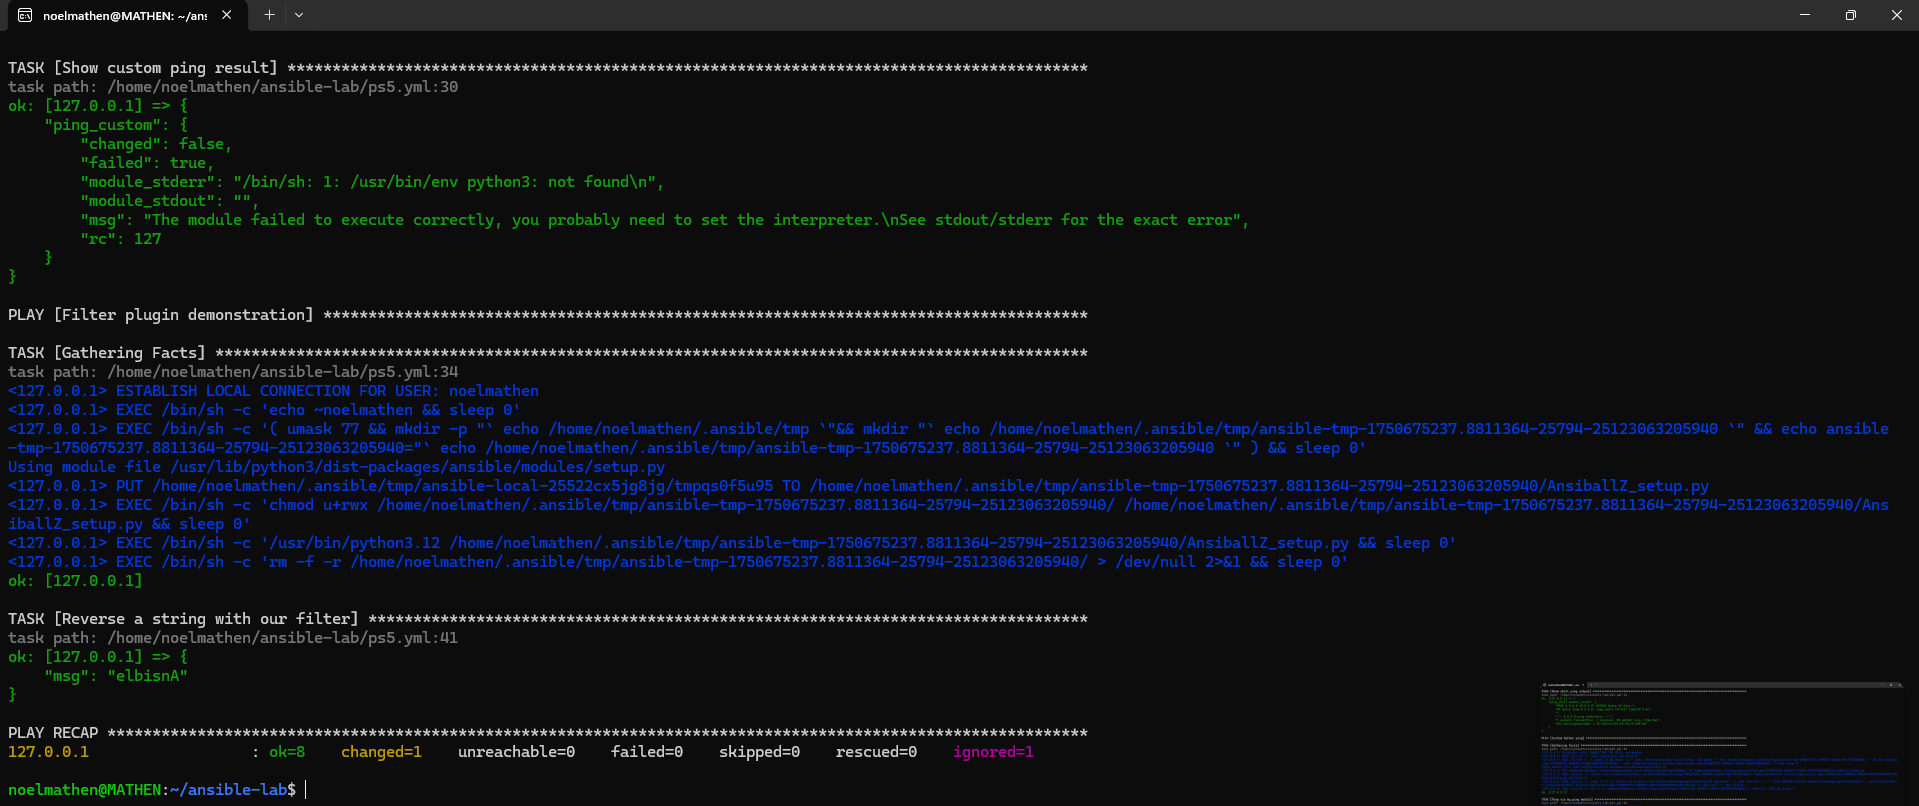 noelmathen@MATHEN: ~/ans
TASK [Show custom ping result] *****************************************************************************************
task path: /home/noelmathen/ansible-lab/ps5.yml:30
ok: [127.0.0.1] => {
    "ping_custom": {
        "changed": false,
        "failed": true,
        "module_stderr": "/bin/sh: 1: /usr/bin/env python3: not found\n",
        "module_stdout": "",
        "msg": "The module failed to execute correctly, you probably need to set the interpreter.\nSee stdout/stderr for the exact error",
        "rc": 127
    }
}
PLAY [Filter plugin demonstration] *************************************************************************************
TASK [Gathering Facts] *************************************************************************************************
task path: /home/noelmathen/ansible-lab/ps5.yml:34
<127.0.0.1> ESTABLISH LOCAL CONNECTION FOR USER: noelmathen
<127.0.0.1> EXEC /bin/sh -c 'echo ~noelmathen && sleep 0'
<127.0.0.1> EXEC /bin/sh -c '( umask 77 && mkdir -p "` echo /home/noelmathen/.ansible/tmp `"&& mkdir "` echo /home/noelmathen/.ansible/tmp/ansible-tmp-1750675237.8811364-25794-25123063205940 `" && echo ansible
-tmp-1750675237.8811364-25794-25123063205940="` echo /home/noelmathen/.ansible/tmp/ansible-tmp-1750675237.8811364-25794-25123063205940 `" ) && sleep 0'
Using module file /usr/lib/python3/dist-packages/ansible/modules/setup.py
<127.0.0.1> PUT /home/noelmathen/.ansible/tmp/ansible-local-25522cx5jg8jg/tmpqs0f5u95 TO /home/noelmathen/.ansible/tmp/ansible-tmp-1750675237.8811364-25794-25123063205940/AnsiballZ_setup.py
<127.0.0.1> EXEC /bin/sh -c 'chmod u+rwx /home/noelmathen/.ansible/tmp/ansible-tmp-1750675237.8811364-25794-25123063205940/ /home/noelmathen/.ansible/tmp/ansible-tmp-1750675237.8811364-25794-25123063205940/Ans
iballZ_setup.py && sleep 0'
<127.0.0.1> EXEC /bin/sh -c '/usr/bin/python3.12 /home/noelmathen/.ansible/tmp/ansible-tmp-1750675237.8811364-25794-25123063205940/AnsiballZ_setup.py && sleep 0'
<127.0.0.1> EXEC /bin/sh -c 'rm -f -r /home/noelmathen/.ansible/tmp/ansible-tmp-1750675237.8811364-25794-25123063205940/ > /dev/null 2>&1 && sleep 0'
ok: [127.0.0.1]
TASK [Reverse a string with our filter] ********************************************************************************
task path: /home/noelmathen/ansible-lab/ps5.yml:41
ok: [127.0.0.1] => {
    "msg": "elbisnA"
}
PLAY RECAP *************************************************************************************************************
127.0.0.1                  : ok=8    changed=1    unreachable=0    failed=0    skipped=0    rescued=0    ignored=1
noelmathen@MATHEN:~/ansible-lab$